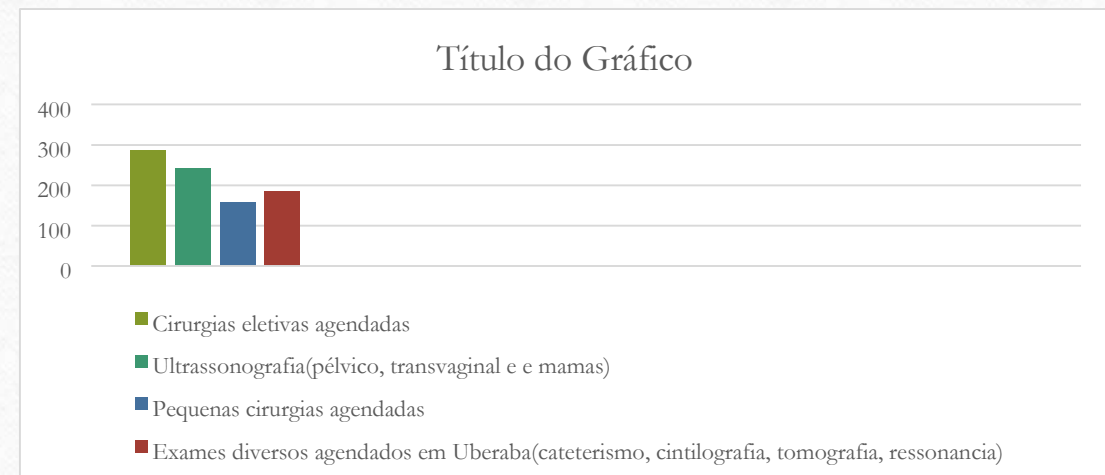 Título do Gráfico
400
300
200
100
0
Cirurgias eletivas agendadas
Ultrassonografia(pélvico, transvaginal e e mamas)
Pequenas cirurgias agendadas
Exames diversos agendados em Uberaba(cateterismo, cintilografia, tomografia, ressonancia)